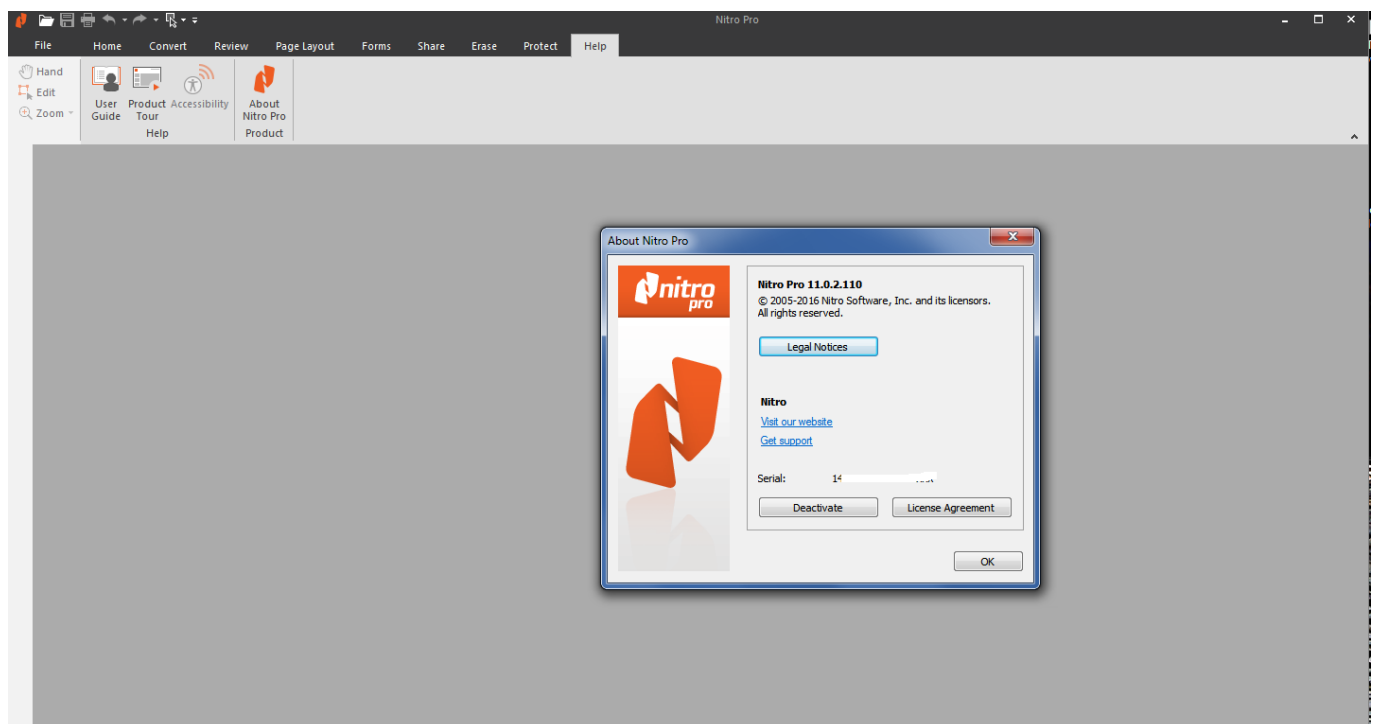 Nitro Pro
File Home Convert Review Page Layout Forms Share Erase Protect Help
Hand
Edit
Zoom
User Guide
Product Tour
Accessibility
Help
About Nitro Pro
Product
About Nitro Pro
nitro
pro
Nitro Pro 11.0.2.110
© 2005-2016 Nitro Software, Inc. and its licensors.
All rights reserved.
Legal Notices
Nitro
Visit our website
Get support
Serial: 14
Deactivate License Agreement
OK